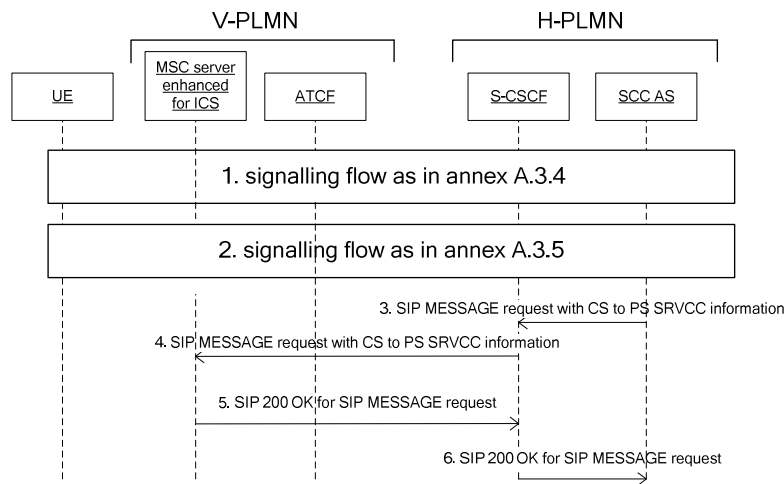 V-PLMN
H-PLMN
UE
MSC server
enhanced
for ICS
ATCF
S-CSCF
SCC AS
1. signalling flow as in annex A.3.4
2. signalling flow as in annex A.3.5
3. SIP MESSAGE request with CS to PS SRVCC information
4. SIP MESSAGE request with CS to PS SRVCC information
5. SIP 200 OK for SIP MESSAGE request
6. SIP 200 OK for SIP MESSAGE request